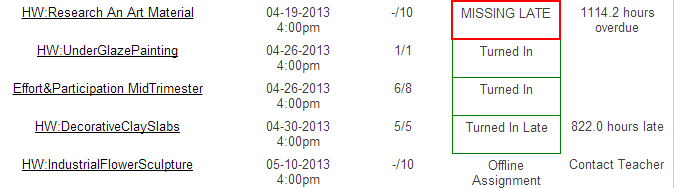 HW:Research An Art Material 04-19-2013 -/10 MISSING LATE 1114.2 hours
4:00pm overdue
HW:UnderGlazePainting 04-26-2013 1/1 Turned In
4:00pm
Effort&Participation MidTrimester 04-26-2013 6/8 Turned In
4:00pm
HW:DecorativeClaySlabs 04-30-2013 5/5 Turned In Late 822.0 hours late
4:00pm
HW:IndustrialFlowerSculpture 05-10-2013 -/10 Offline Contact Teacher
4:00pm Assignment